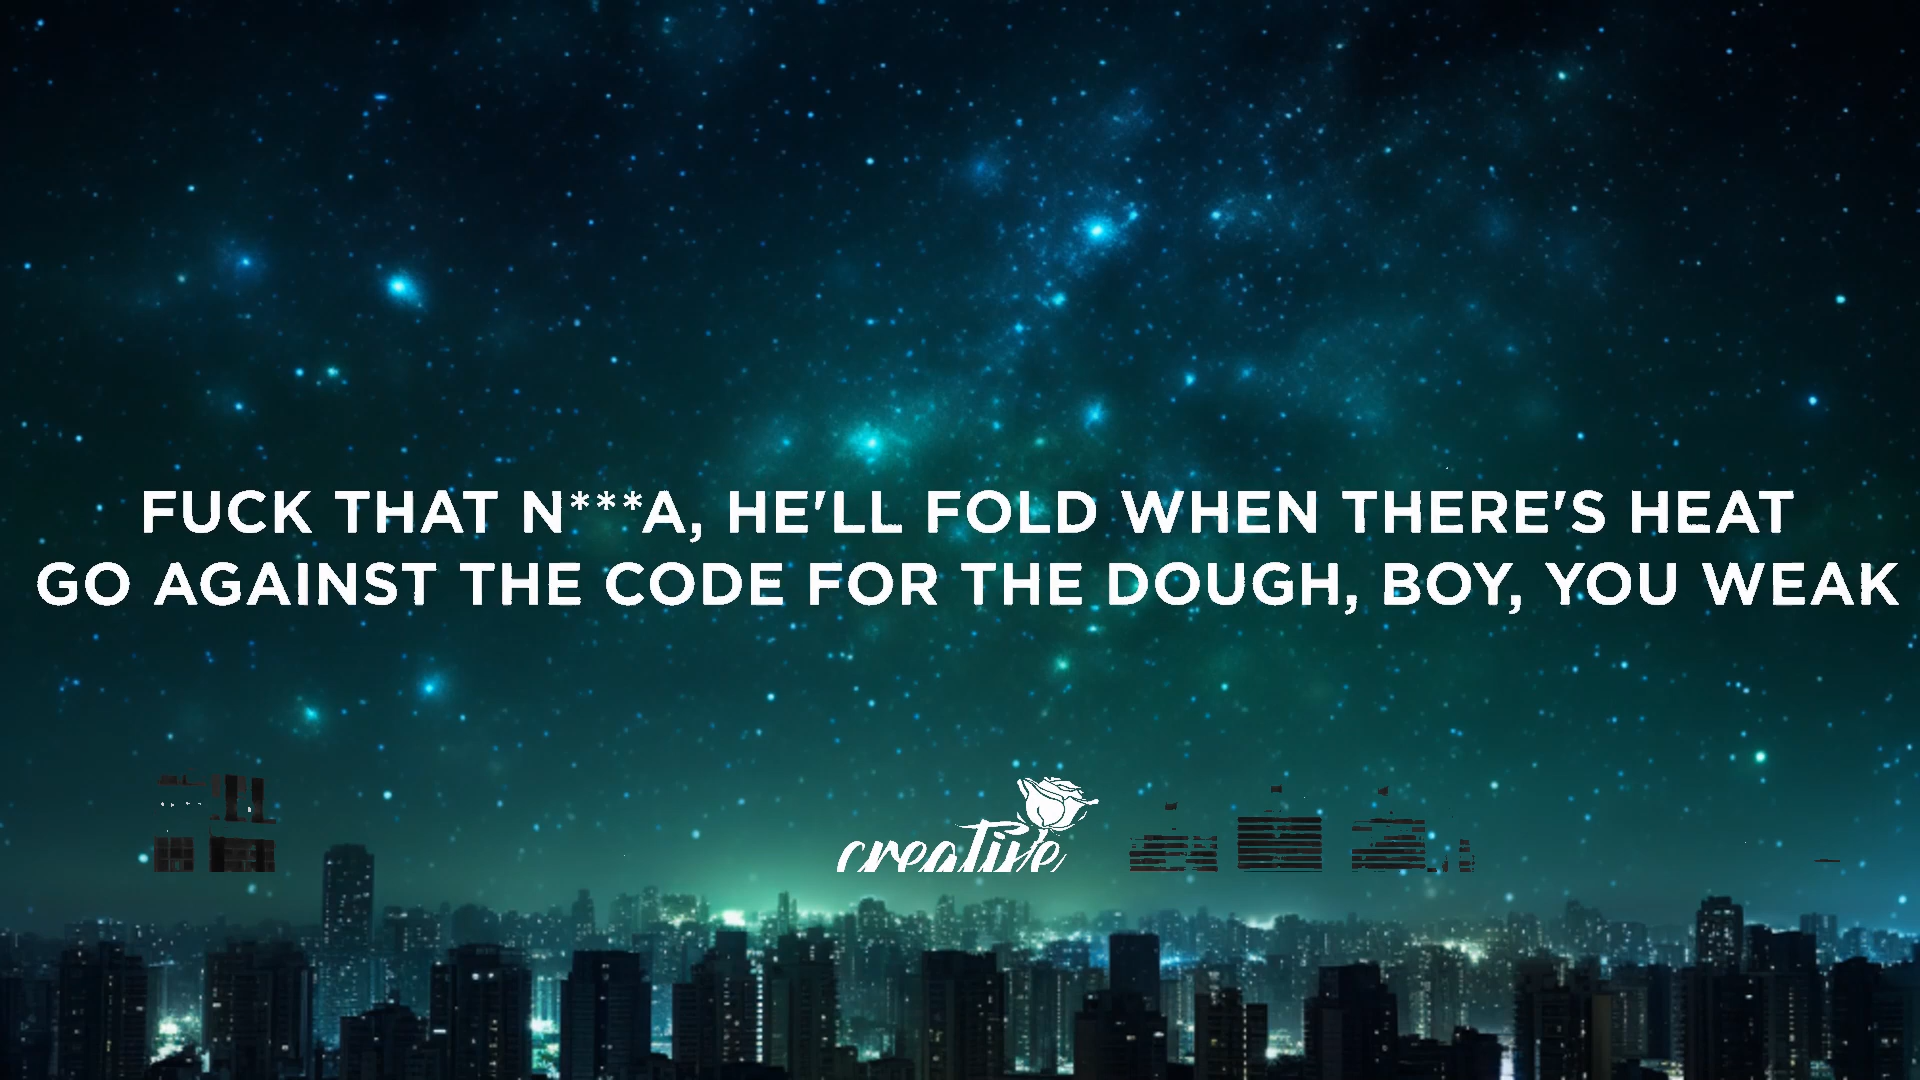 FUCK THAT N***A, HE'LL FOLD WHEN THERE'S HEAT
GO AGAINST THE CODE FOR THE DOUGH, BOY, YOU WEAK
creative